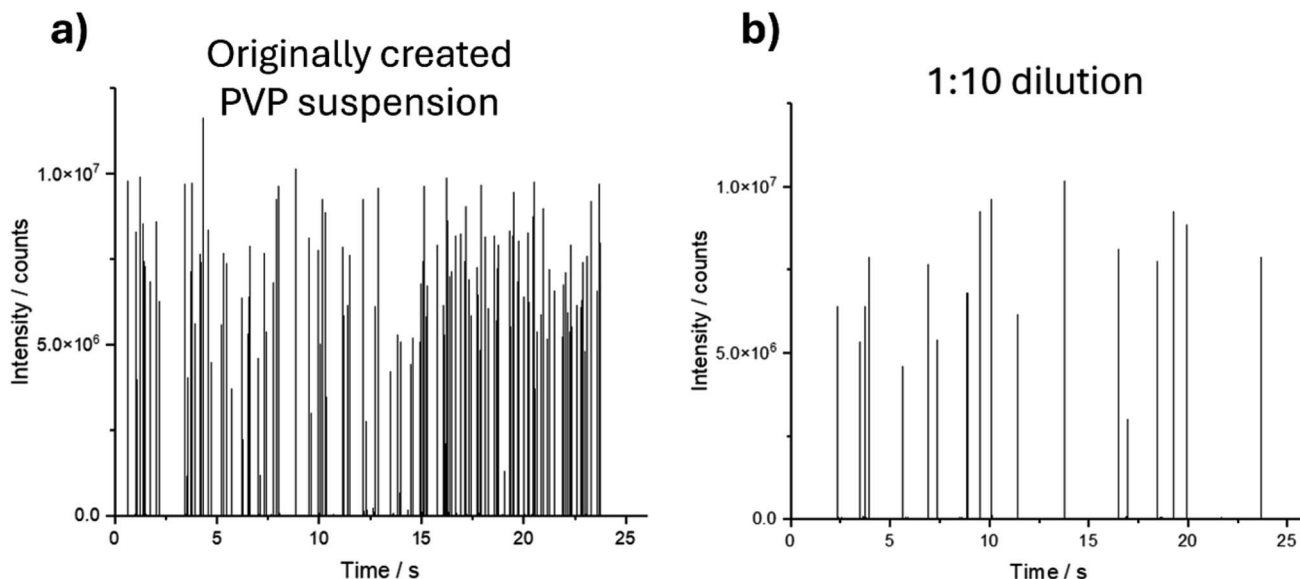 a)
Originally created
PVP suspension
1.0×10⁷
5.0×10⁶
0.0
Intensity / counts
0 5 10 15 20 25
Time / s
b)
1:10 dilution
1.0×10⁷
5.0×10⁶
0.0
Intensity / counts
0 5 10 15 20 25
Time / s